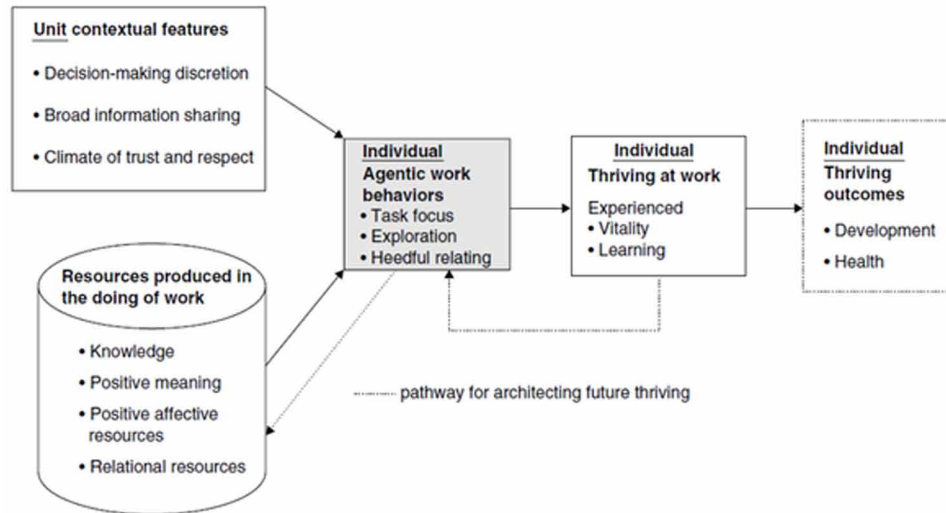 Unit contextual features
• Decision-making discretion
• Broad information sharing
• Climate of trust and respect
Individual
Agentic work
behaviors
• Task focus
• Exploration
• Heedful relating
Individual
Thriving at work
Experienced
• Vitality
• Learning
Individual
Thriving
outcomes
• Development
• Health
Resources produced in
the doing of work
• Knowledge
• Positive meaning
• Positive affective
resources
• Relational resources
pathway for architecting future thriving